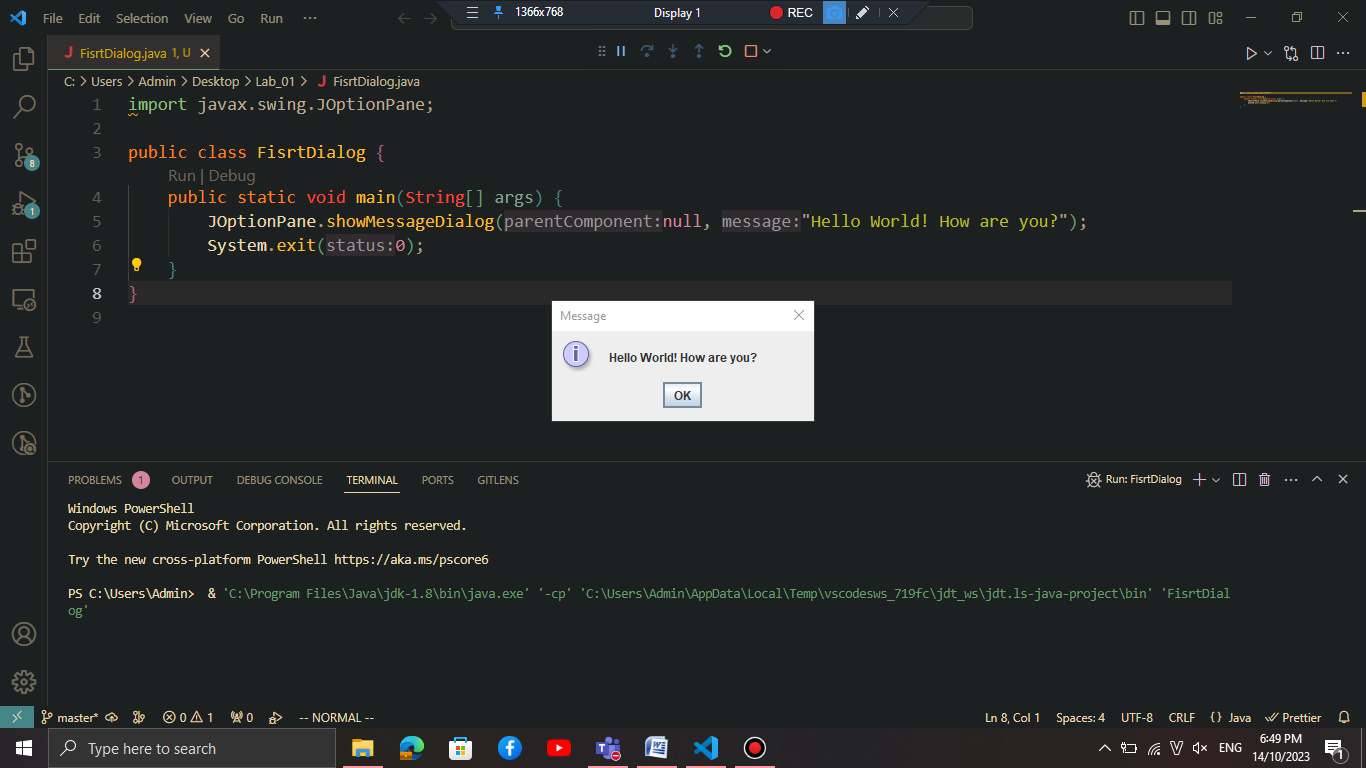 File Edit Selection View Go Run ···
1366x768 Display 1 REC
FisrtDialog.java 1, U
C: > Users > Admin > Desktop > Lab_01 > FisrtDialog.java
1 import javax.swing.JOptionPane;
2
3 public class FisrtDialog {
Run | Debug
4 public static void main(String[] args) {
5 JOptionPane.showMessageDialog(parentComponent:null, message:"Hello World! How are you?");
6 System.exit(status:0);
7 }
8 }
9
8
1
Message
Hello World! How are you?
OK
PROBLEMS 1 OUTPUT DEBUG CONSOLE TERMINAL PORTS GITLENS
Run: FisrtDialog
Windows PowerShell
Copyright (C) Microsoft Corporation. All rights reserved.
Try the new cross-platform PowerShell https://aka.ms/pscore6
PS C:\Users\Admin> & 'C:\Program Files\Java\jdk-1.8\bin\java.exe' '-cp' 'C:\Users\Admin\AppData\Local\Temp\vscodesws_719fc\jdt_ws\jdt.ls-java-project\bin' 'FisrtDial
og'
master* 0 1 0 -- NORMAL -- Ln 8, Col 1 Spaces: 4 UTF-8 CRLF {} Java Prettier
Type here to search
ENG
6:49 PM
14/10/2023
1